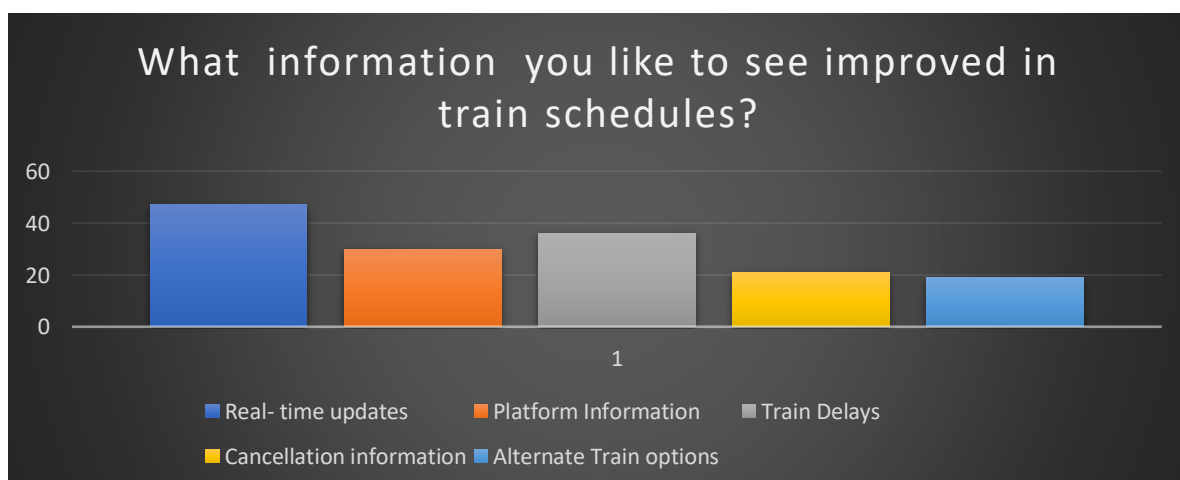 What information you like to see improved in
train schedules?
60
40
20
0
1
Real- time updates Platform Information Train Delays
Cancellation information Alternate Train options